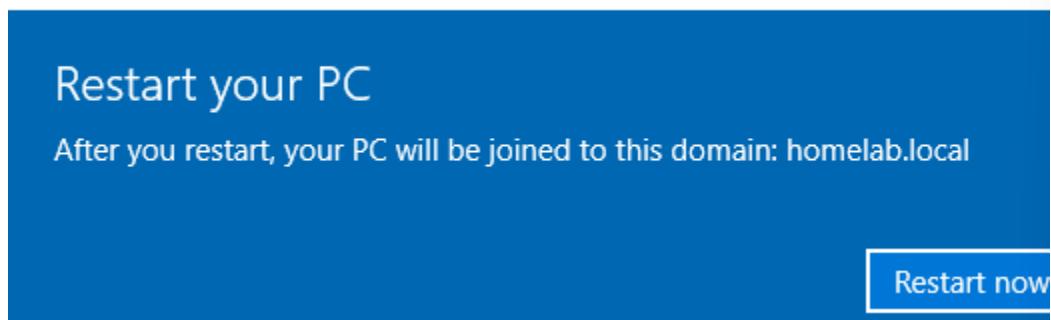 Restart your PC
After you restart, your PC will be joined to this domain: homelab.local
Restart now